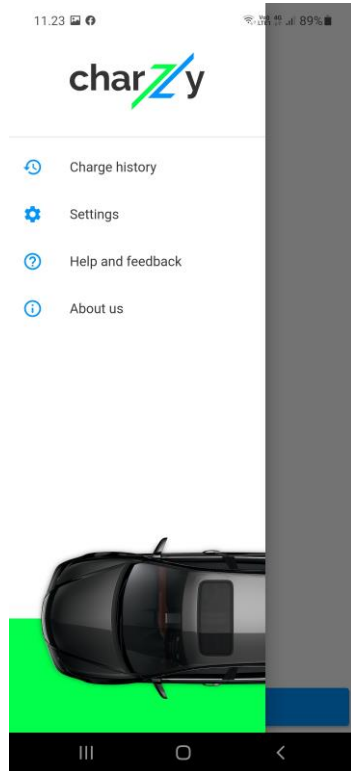 11.23 89%
charZy
Charge history
Settings
Help and feedback
About us